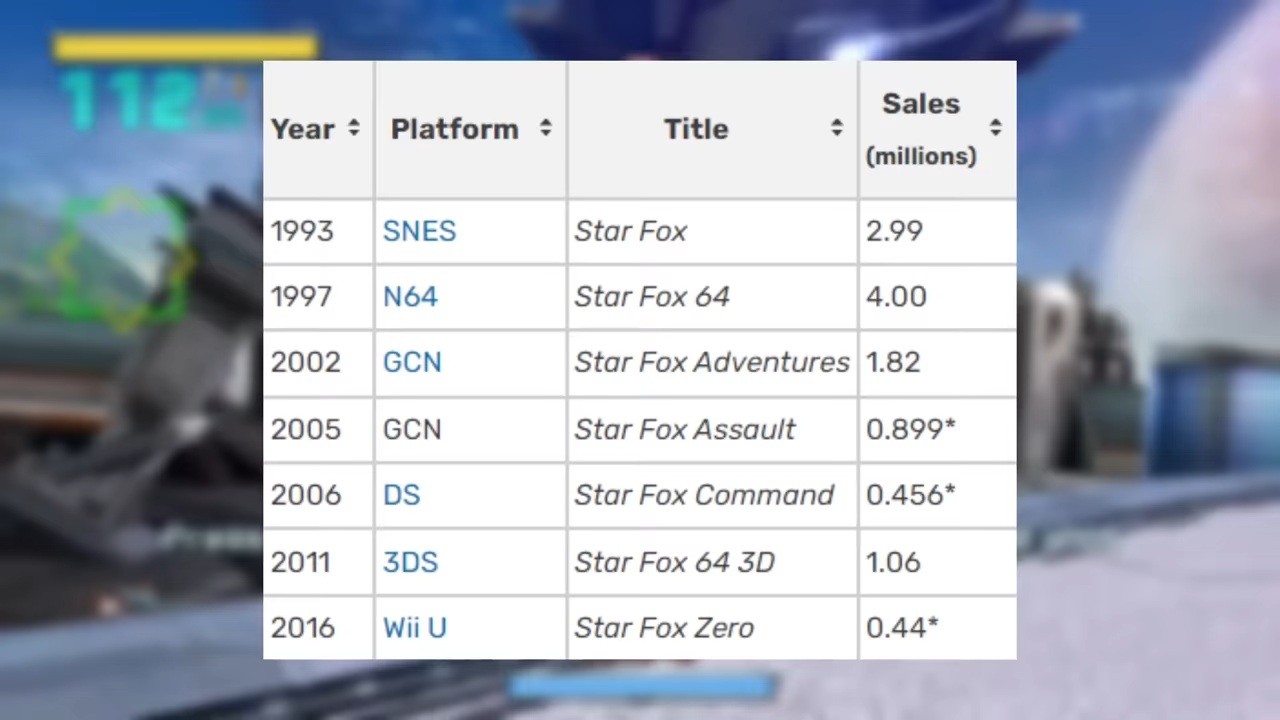 112
Year Platform Title Sales (millions)
1993 SNES Star Fox 2.99
1997 N64 Star Fox 64 4.00
2002 GCN Star Fox Adventures 1.82
2005 GCN Star Fox Assault 0.899*
2006 DS Star Fox Command 0.456*
2011 3DS Star Fox 64 3D 1.06
2016 Wii U Star Fox Zero 0.44*